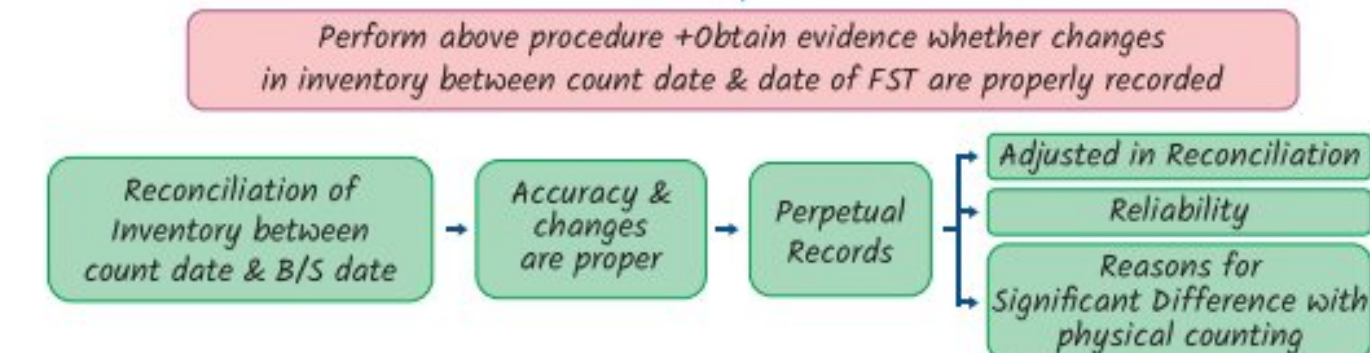 Perform above procedure +Obtain evidence whether changes
in inventory between count date & date of FST are properly recorded
Reconciliation of
Inventory between
count date & B/S date
Accuracy &
changes
are proper
Perpetual
Records
Adjusted in Reconciliation
Reliability
Reasons for
Significant Difference with
physical counting